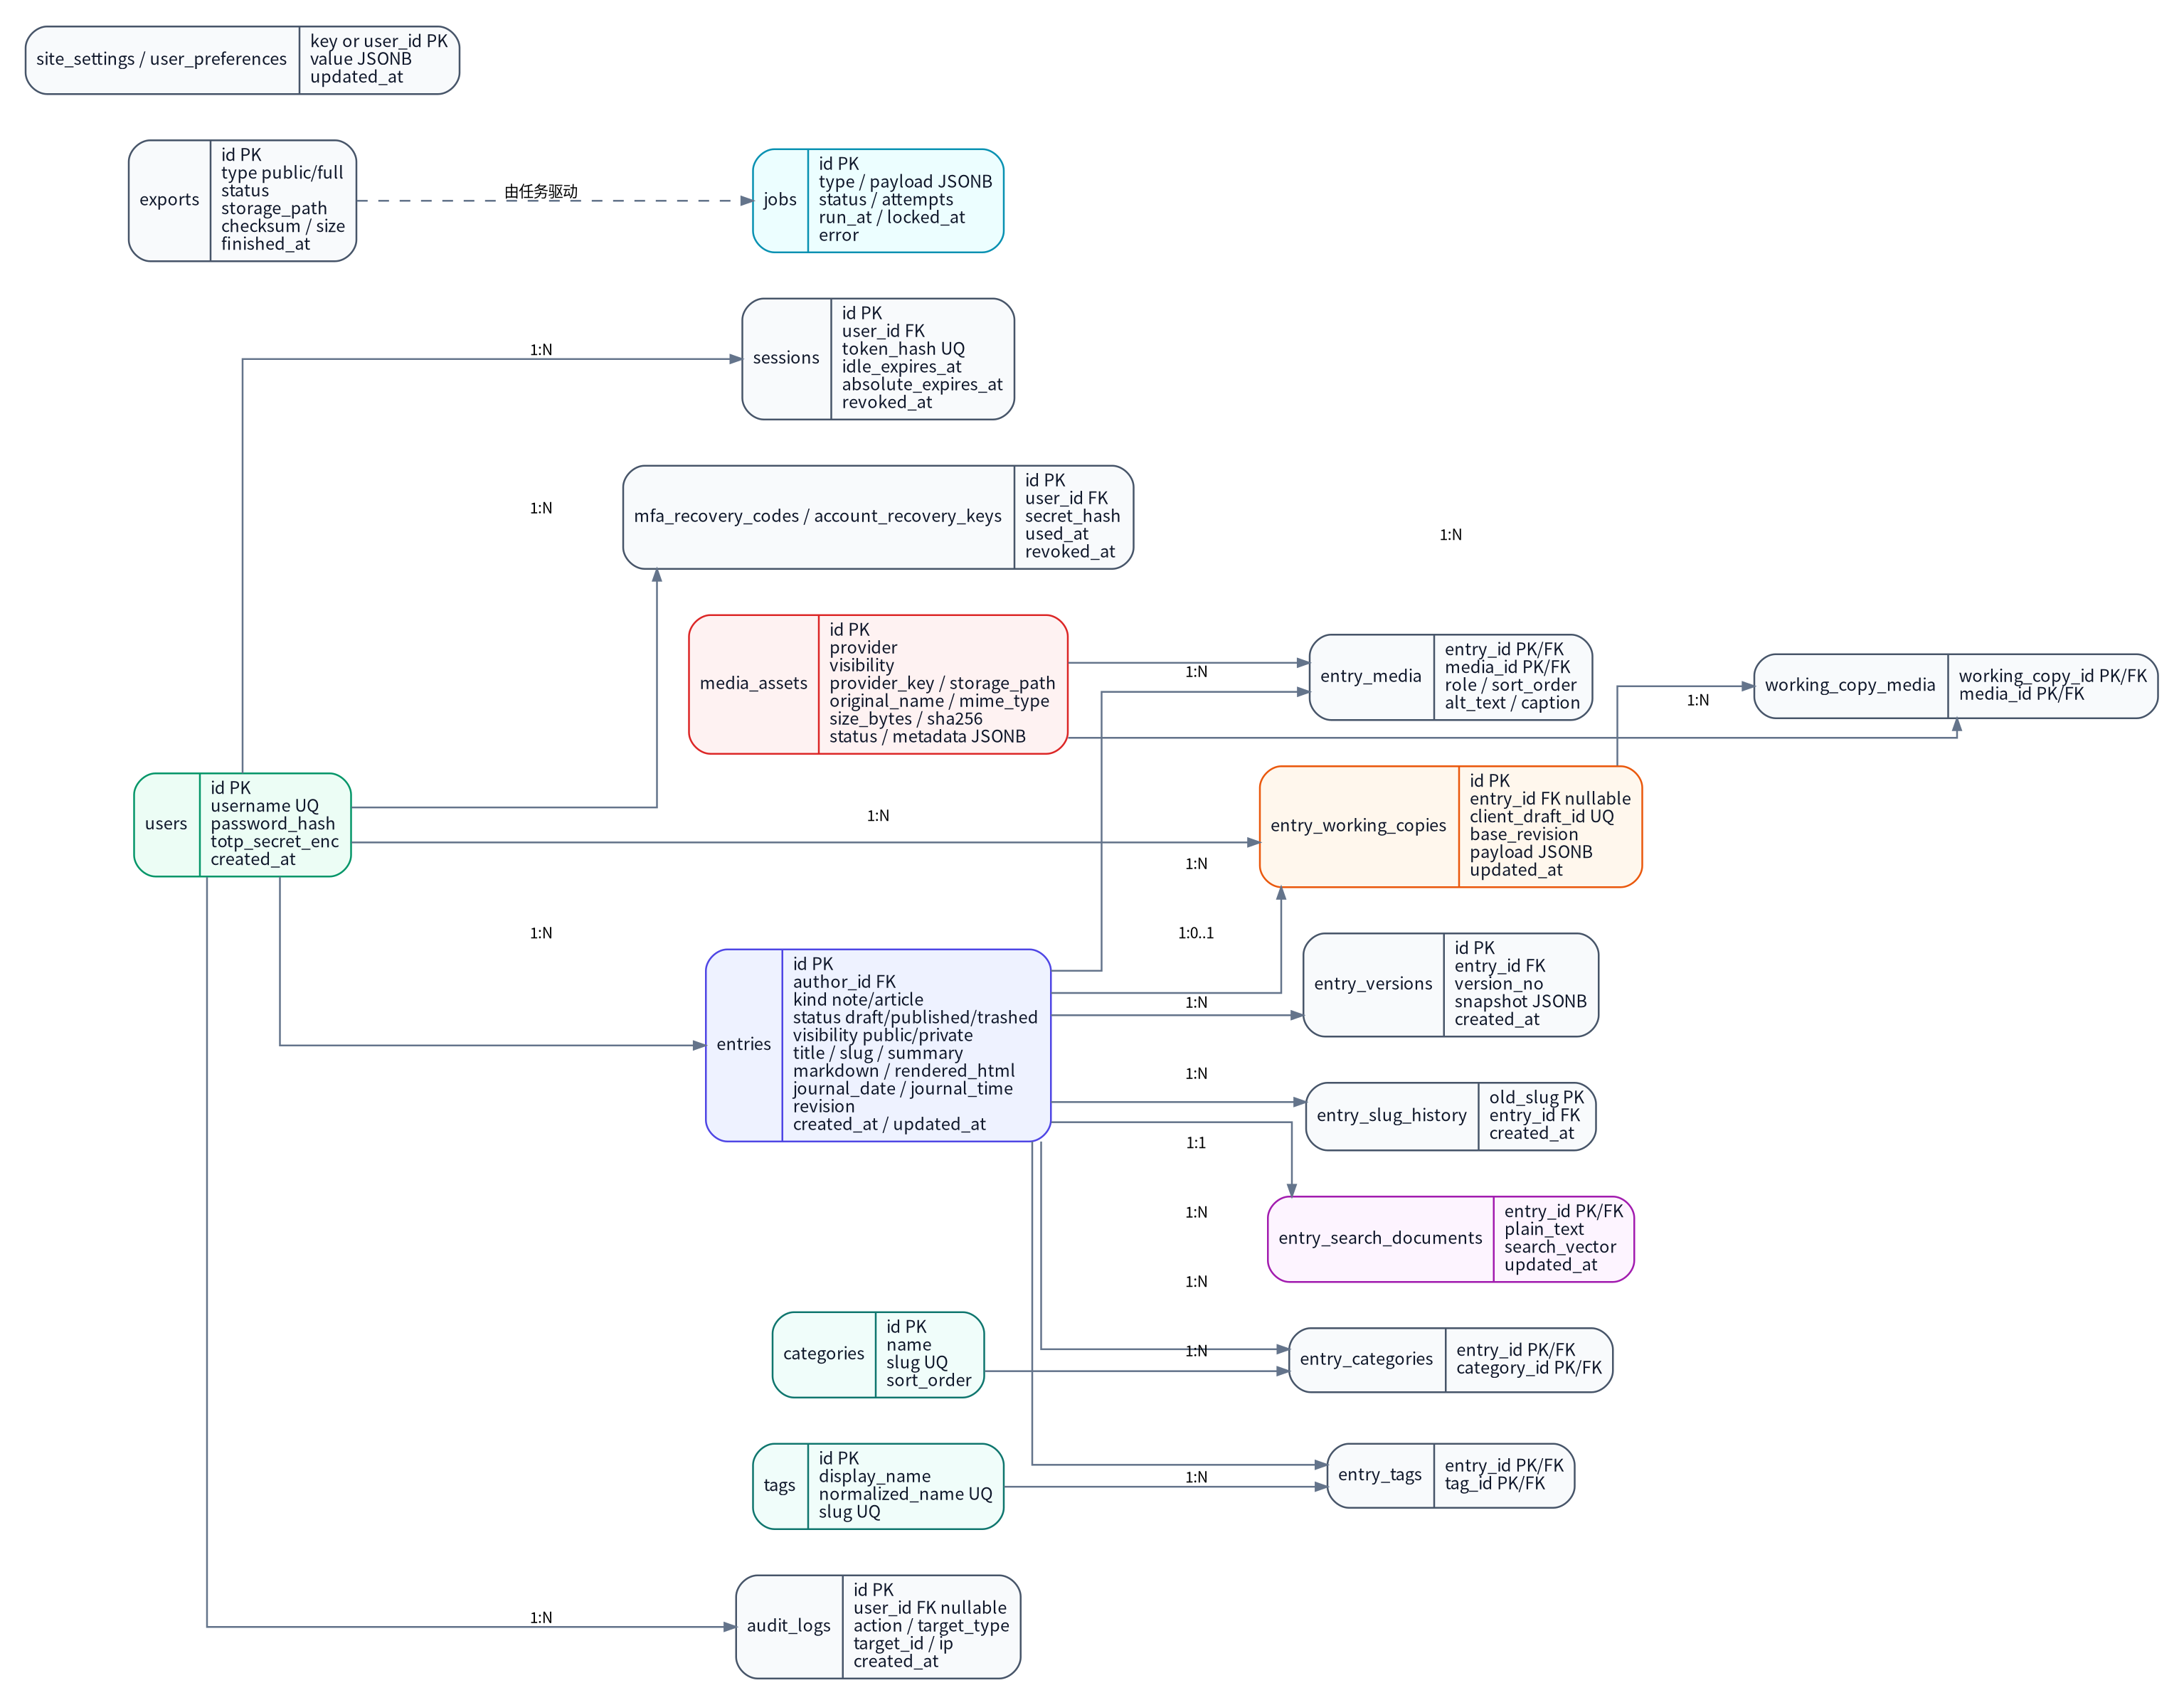 site_settings / user_preferences
key or user_id PK
value JSONB
updated_at
exports
id PK
type public/full
status
storage_path
checksum / size
finished_at
由任务驱动
jobs
id PK
type / payload JSONB
status / attempts
run_at / locked_at
error
1:N
sessions
id PK
user_id FK
token_hash UQ
idle_expires_at
absolute_expires_at
revoked_at
1:N
mfa_recovery_codes / account_recovery_keys
id PK
user_id FK
secret_hash
used_at
revoked_at
1:N
media_assets
id PK
provider
visibility
provider_key / storage_path
original_name / mime_type
size_bytes / sha256
status / metadata JSONB
1:N
entry_media
entry_id PK/FK
media_id PK/FK
role / sort_order
alt_text / caption
1:N
working_copy_media
working_copy_id PK/FK
media_id PK/FK
users
id PK
username UQ
password_hash
totp_secret_enc
created_at
1:N
1:N
entry_working_copies
id PK
entry_id FK nullable
client_draft_id UQ
base_revision
payload JSONB
updated_at
1:N
1:0..1
entries
id PK
author_id FK
kind note/article
status draft/published/trashed
visibility public/private
title / slug / summary
markdown / rendered_html
journal_date / journal_time
revision
created_at / updated_at
1:N
entry_versions
id PK
entry_id FK
version_no
snapshot JSONB
created_at
1:N
entry_slug_history
old_slug PK
entry_id FK
created_at
1:1
1:N
entry_search_documents
entry_id PK/FK
plain_text
search_vector
updated_at
1:N
categories
id PK
name
slug UQ
sort_order
1:N
entry_categories
entry_id PK/FK
category_id PK/FK
tags
id PK
display_name
normalized_name UQ
slug UQ
1:N
entry_tags
entry_id PK/FK
tag_id PK/FK
1:N
audit_logs
id PK
user_id FK nullable
action / target_type
target_id / ip
created_at